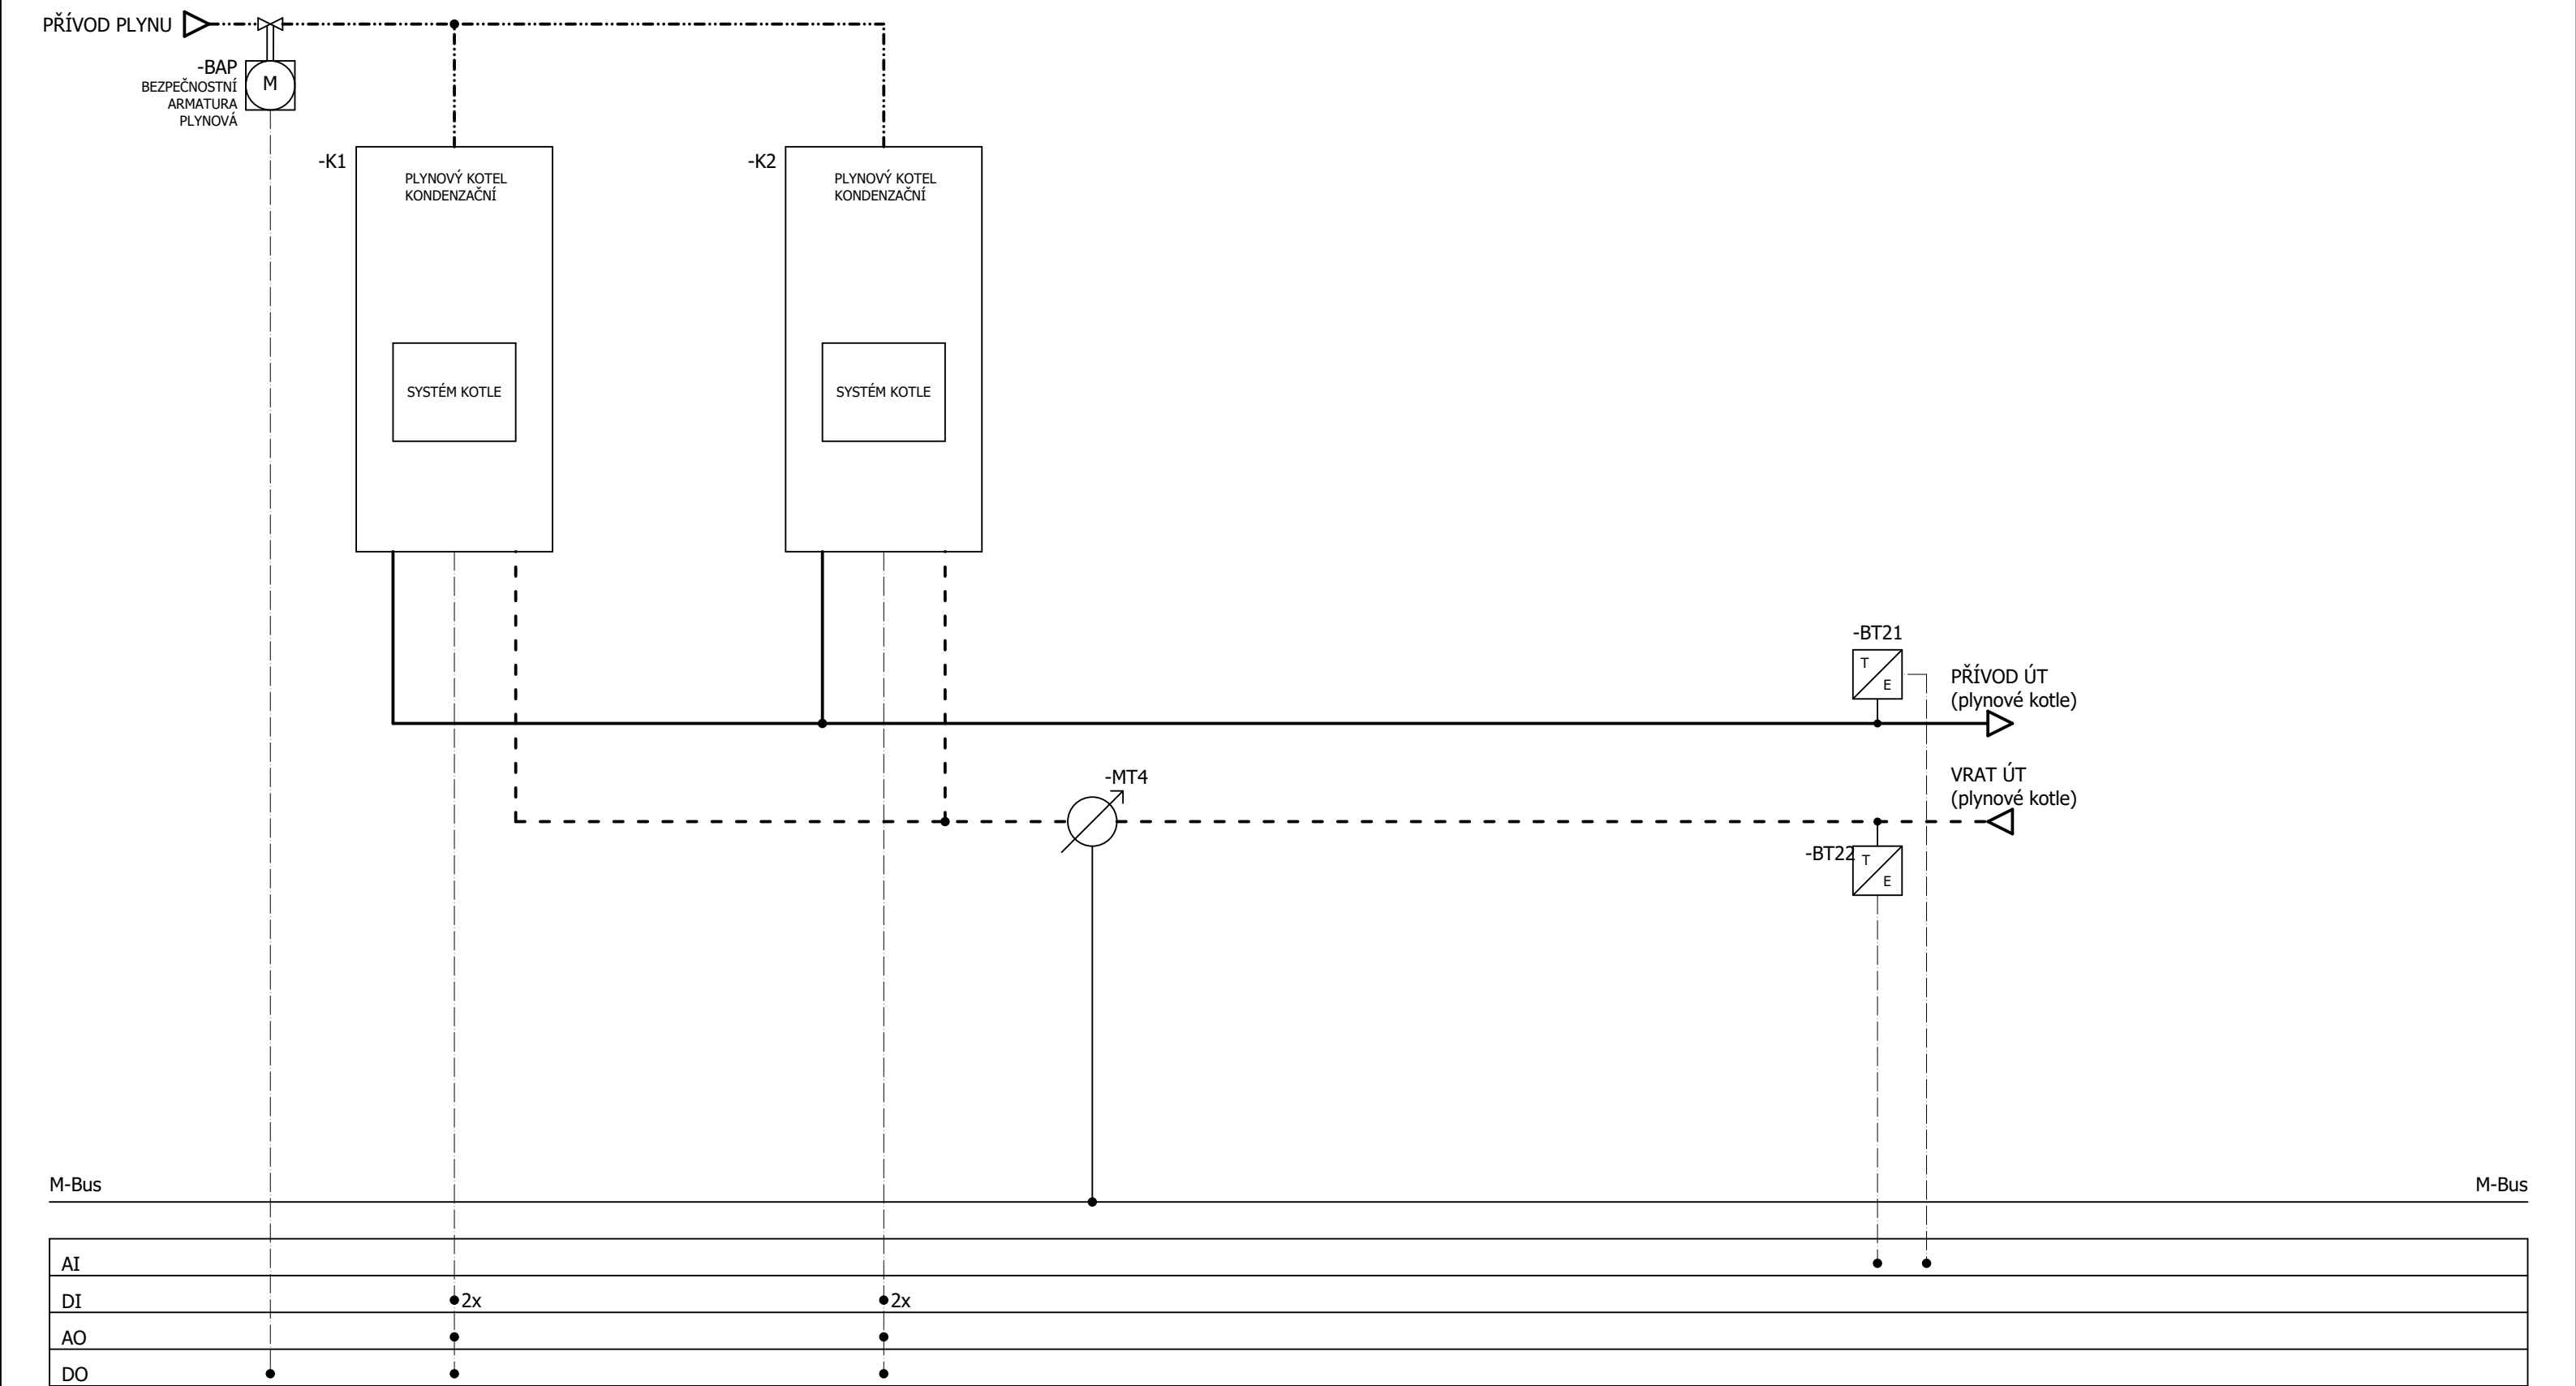 PŘÍVOD PLYNU
-BAP
BEZPEČNOSTNÍ
ARMATURA
PLYNOVÁ
M
-K1
PLYNOVÝ KOTEL
KONDENZAČNÍ
SYSTÉM KOTLE
-K2
PLYNOVÝ KOTEL
KONDENZAČNÍ
SYSTÉM KOTLE
-BT21
T
E
PŘÍVOD ÚT
(plynové kotle)
-MT4
VRAT ÚT
(plynové kotle)
-BT22
T
E
M-Bus
M-Bus
AI
DI
2x
2x
AO
DO